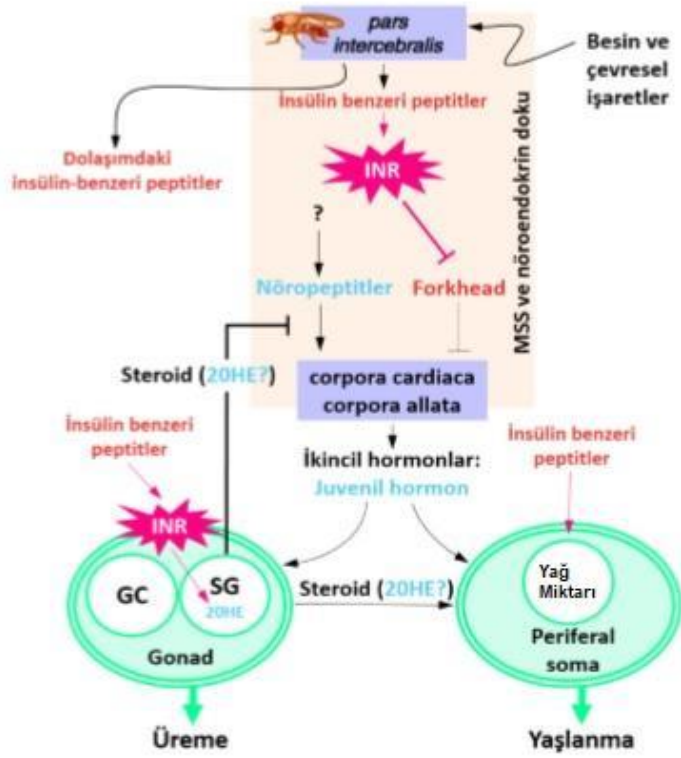 pars
intercebralis
Besin ve
çevresel
işaretler
İnsülin benzeri peptitler
Dolaşımdaki
insülin-benzeri peptitler
INR
?
Nöropeptitler
Forkhead
MSS ve nöroendokrin doku
Steroid (20HE?)
corpora cardiaca
corpora allata
İnsülin benzeri
peptitler
İkincil hormonlar:
Juvenil hormon
İnsülin benzeri
peptitler
INR
GC
SG
20HE
Gonad
Steroid (20HE?)
Yağ
Miktarı
Periferal
soma
Üreme
Yaşlanma